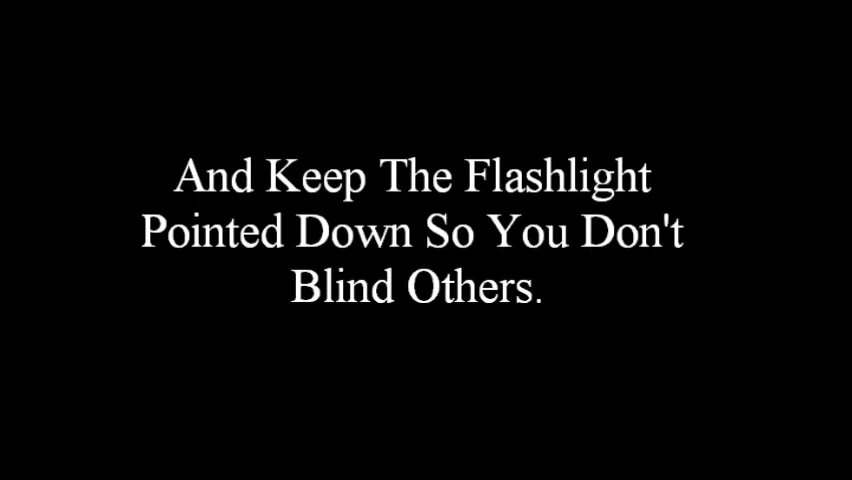 And Keep The Flashlight
Pointed Down So You Don't
Blind Others.